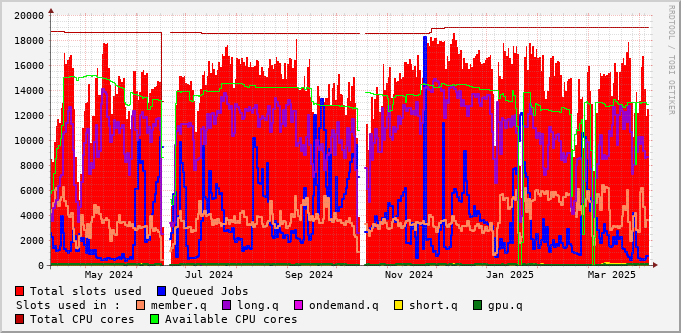 RRDTOOL / TOBI OETIKER
20000
18000
16000
14000
12000
10000
8000
6000
4000
2000
0
May 2024 Jul 2024 Sep 2024 Nov 2024 Jan 2025 Mar 2025
Total slots used Queued Jobs
Slots used in : member.q long.q ondemand.q short.q gpu.q
Total CPU cores Available CPU cores